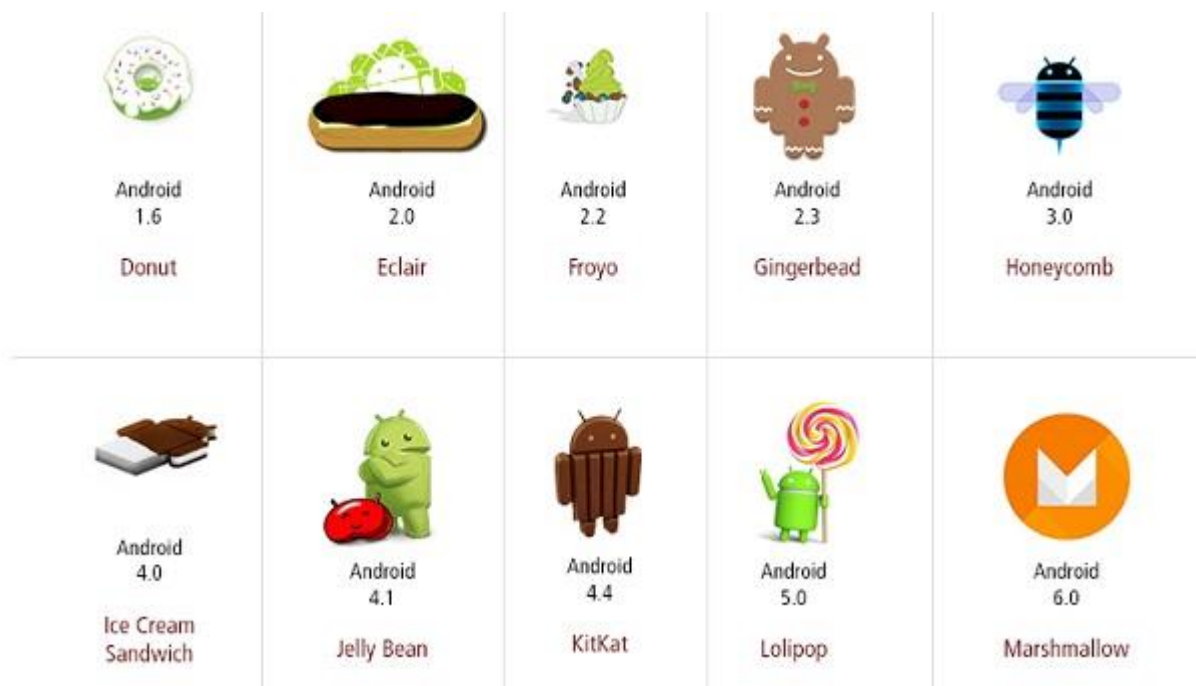 Android
1.6
Donut
Android
2.0
Eclair
Android
2.2
Froyo
Android
2.3
Gingerbead
Android
3.0
Honeycomb
Android
4.0
Ice Cream
Sandwich
Android
4.1
Jelly Bean
Android
4.4
KitKat
Android
5.0
Lolipop
Android
6.0
Marshmallow